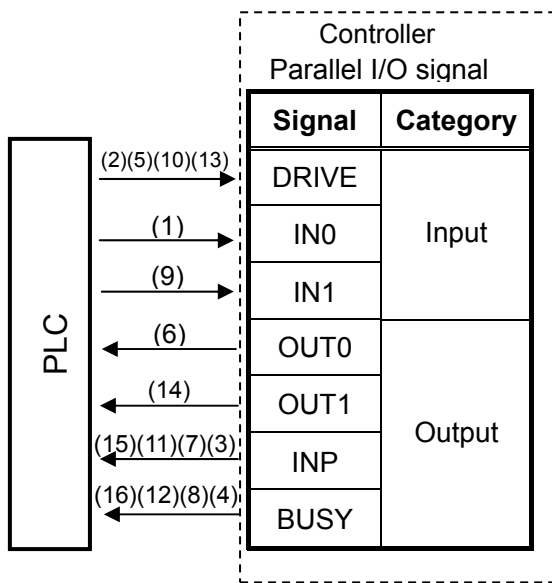 Controller
Parallel I/O signal
Signal Category
(2)(5)(10)(13) DRIVE
(1) IN0 Input
(9) IN1
PLC
(6) OUT0
(14) OUT1
Output
(15)(11)(7)(3) INP
(16)(12)(8)(4) BUSY